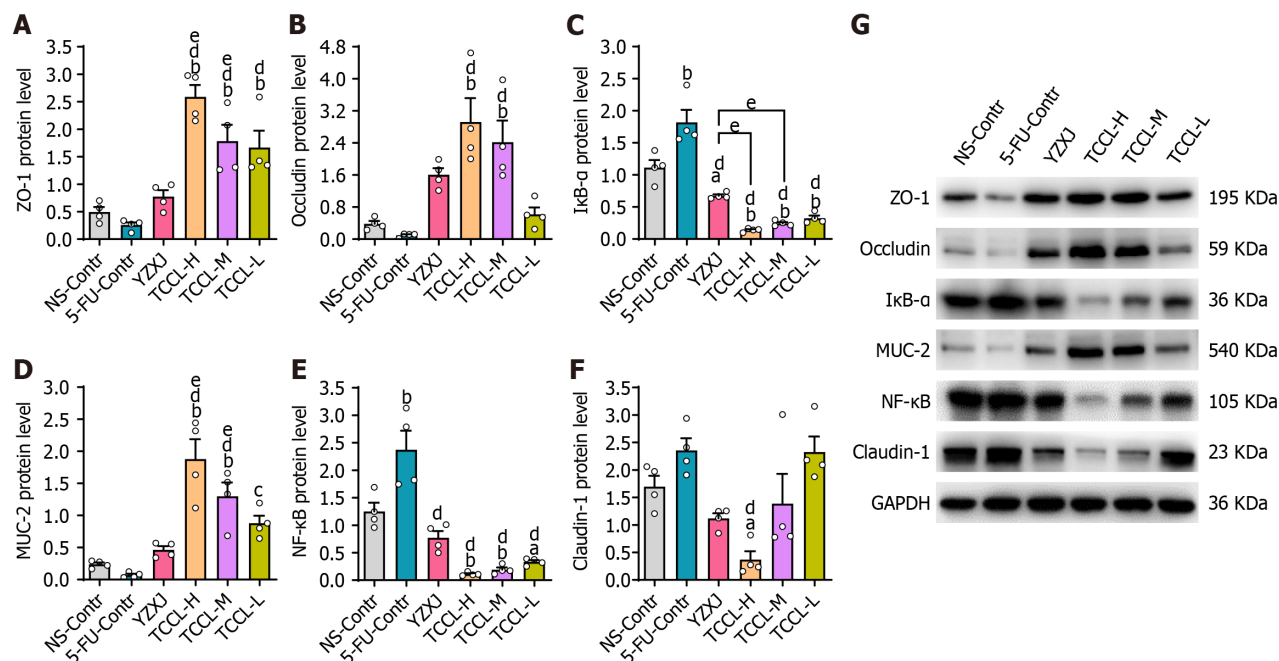 A
ZO-1 protein level
3.5
3.0
2.5
2.0
1.5
1.0
0.5
0.0
e
d
b
e
d
b
d
b
NS-Contr
5-FU-Contr
YZXJ
TCCL-H
TCCL-M
TCCL-L
B
Occludin protein level
4.8
4.0
3.2
2.4
1.6
0.8
0.0
d
b
d
b
NS-Contr
5-FU-Contr
YZXJ
TCCL-H
TCCL-M
TCCL-L
C
IκB-α protein level
3.0
2.5
2.0
1.5
1.0
0.5
0.0
b
e
e
d
a
d
b
d
b
d
b
NS-Contr
5-FU-Contr
YZXJ
TCCL-H
TCCL-M
TCCL-L
D
MUC-2 protein level
3.0
2.5
2.0
1.5
1.0
0.5
0.0
e
d
b
e
d
b
c
NS-Contr
5-FU-Contr
YZXJ
TCCL-H
TCCL-M
TCCL-L
E
NF-κB protein level
3.5
3.0
2.5
2.0
1.5
1.0
0.5
0.0
b
d
d
b
d
b
d
a
NS-Contr
5-FU-Contr
YZXJ
TCCL-H
TCCL-M
TCCL-L
F
Claudin-1 protein level
3.5
3.0
2.5
2.0
1.5
1.0
0.5
0.0
d
a
NS-Contr
5-FU-Contr
YZXJ
TCCL-H
TCCL-M
TCCL-L
G
NS-Contr
5-FU-Contr
YZXJ
TCCL-H
TCCL-M
TCCL-L
ZO-1 195 KDa
Occludin 59 KDa
IκB-α 36 KDa
MUC-2 540 KDa
NF-κB 105 KDa
Claudin-1 23 KDa
GAPDH 36 KDa